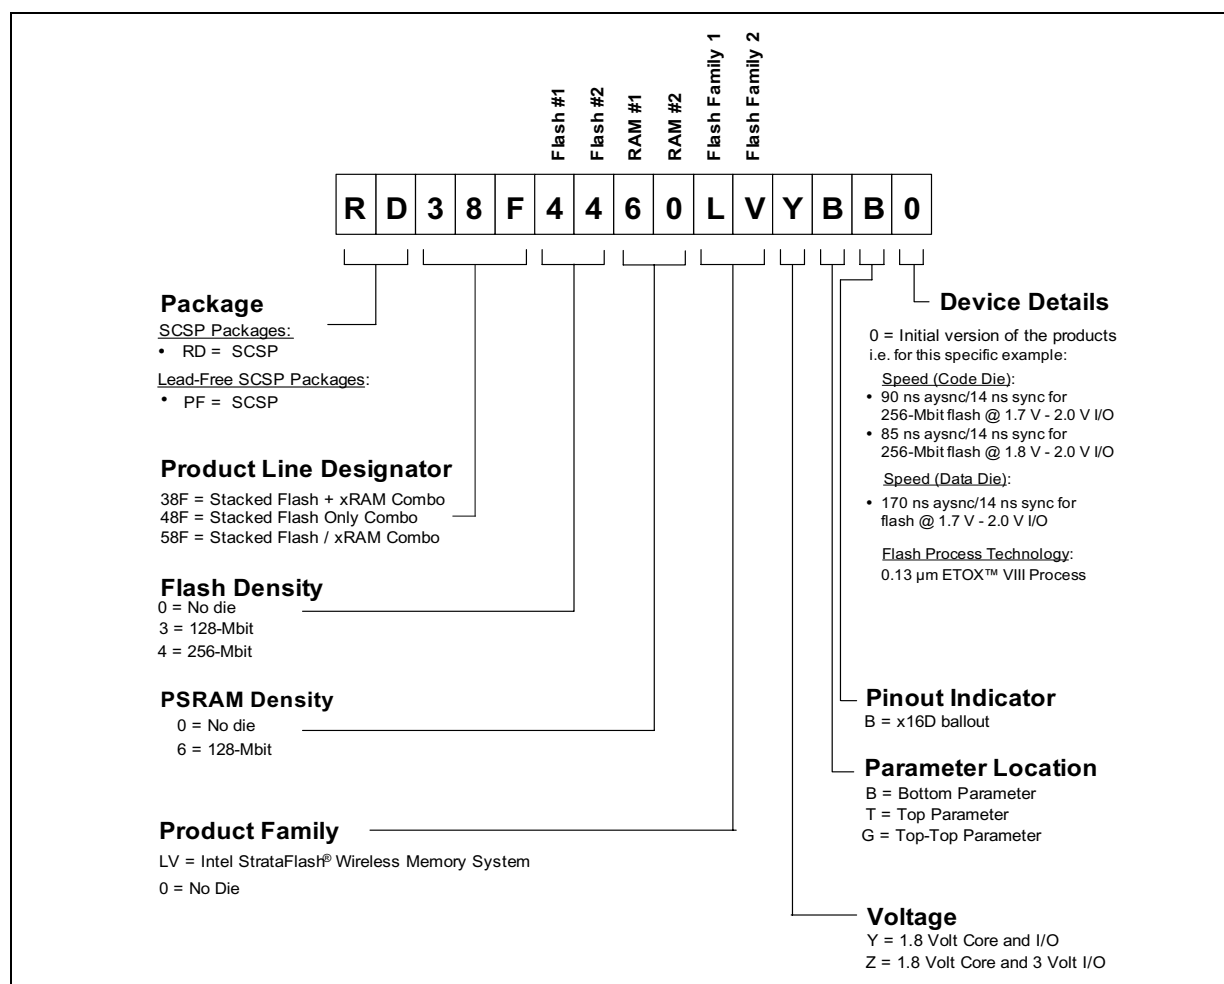 Flash #1
Flash #2
RAM #1
RAM #2
Flash Family 1
Flash Family 2
R D 3 8 F 4 4 6 0 L V Y B B 0
Package
SCSP Packages:
• RD = SCSP
Lead-Free SCSP Packages:
• PF = SCSP
Product Line Designator
38F = Stacked Flash + xRAM Combo
48F = Stacked Flash Only Combo
58F = Stacked Flash / xRAM Combo
Flash Density
0 = No die
3 = 128-Mbit
4 = 256-Mbit
PSRAM Density
0 = No die
6 = 128-Mbit
Product Family
LV = Intel StrataFlash® Wireless Memory System
0 = No Die
Device Details
0 = Initial version of the products
i.e. for this specific example:
Speed (Code Die):
• 90 ns aysnc/14 ns sync for
256-Mbit flash @ 1.7 V - 2.0 V I/O
• 85 ns aysnc/14 ns sync for
256-Mbit flash @ 1.8 V - 2.0 V I/O
Speed (Data Die):
• 170 ns aysnc/14 ns sync for
flash @ 1.7 V - 2.0 V I/O
Flash Process Technology:
0.13 µm ETOX™ VIII Process
Pinout Indicator
B = x16D ballout
Parameter Location
B = Bottom Parameter
T = Top Parameter
G = Top-Top Parameter
Voltage
Y = 1.8 Volt Core and I/O
Z = 1.8 Volt Core and 3 Volt I/O